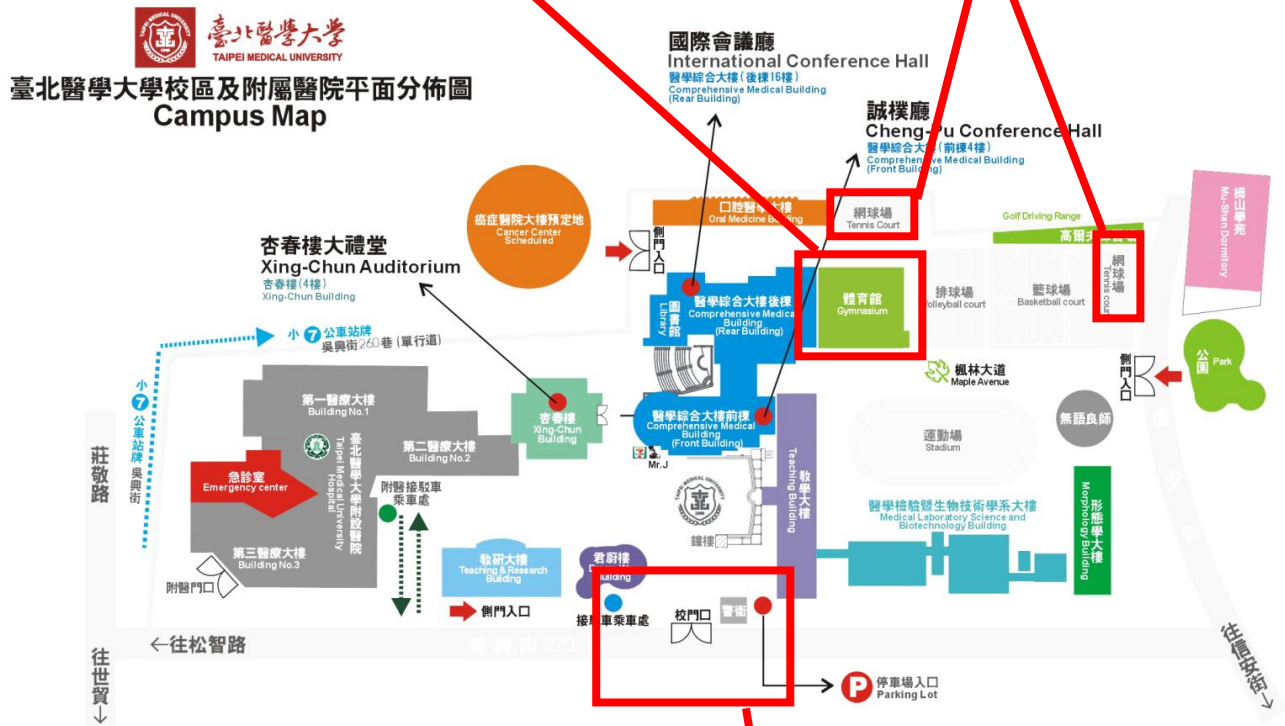 臺北醫學大學
TAIPEI MEDICAL UNIVERSITY
臺北醫學大學校區及附屬醫院平面分佈圖
Campus Map
國際會議廳
International Conference Hall
醫學綜合大樓(後棟16樓)
Comprehensive Medical Building
(Rear Building)
誠樸廳
Cheng-Pu Conference Hall
醫學綜合大樓(前棟4樓)
Comprehensive Medical Building
(Front Building)
癌症醫院大樓預定地
Cancer Center
Scheduled
口腔醫學大樓
Oral Medicine Building
網球場
Tennis Court
Golf Driving Range
拇山學苑
Mu-Shan Dormitory
側門入口
杏春樓大禮堂
Xing-Chun Auditorium
杏春樓(4樓)
Xing-Chun Building
圖書館
Library
醫學綜合大樓後棟
Comprehensive Medical
Building
(Rear Building)
體育館
Gymnasium
排球場
Volleyball court
籃球場
Basketball court
網球場
Tennis court
小7公車站牌
吳興街260巷(單行道)
小7公車站牌 吳興街
楓林大道
Maple Avenue
側門入口
公園 Park
第一醫療大樓
Building No.1
第二醫療大樓
Building No.2
杏春樓
Xing-Chun
Building
醫學綜合大樓前棟
Comprehensive Medical
Building
(Front Building)
Mr.J
無語良師
運動場
Stadium
莊敬路
急診室
Emergency center
臺北醫學大學附設醫院
Taipei Medical University
Hospital
附醫接駁車
乘車處
教學大樓
Teaching Building
鐘樓
醫學檢驗暨生物技術學系大樓
Medical Laboratory Science and
Biotechnology Building
形態學大樓
Morphology Building
第三醫療大樓
Building No.3
附醫門口
教研大樓
Teaching & Research
Building
君蔚樓
Building
側門入口
接駁車乘車處
校門口
警衛
←往松智路
吳興街220
往世貿↓
P
停車場入口
Parking Lot
信安街
往信安街↓